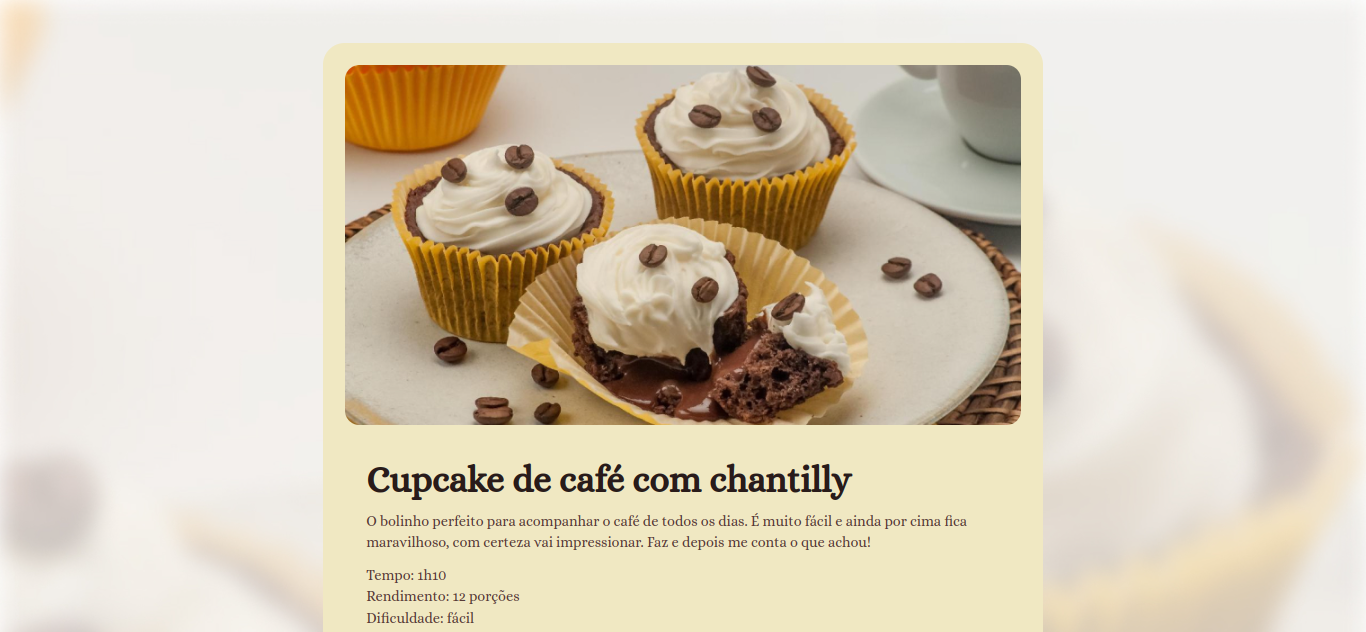 Cupcake de café com chantilly
O bolinho perfeito para acompanhar o café de todos os dias. É muito fácil e ainda por cima fica
maravilhoso, com certeza vai impressionar. Faz e depois me conta o que achou!
Tempo: 1h10
Rendimento: 12 porções
Dificuldade: fácil